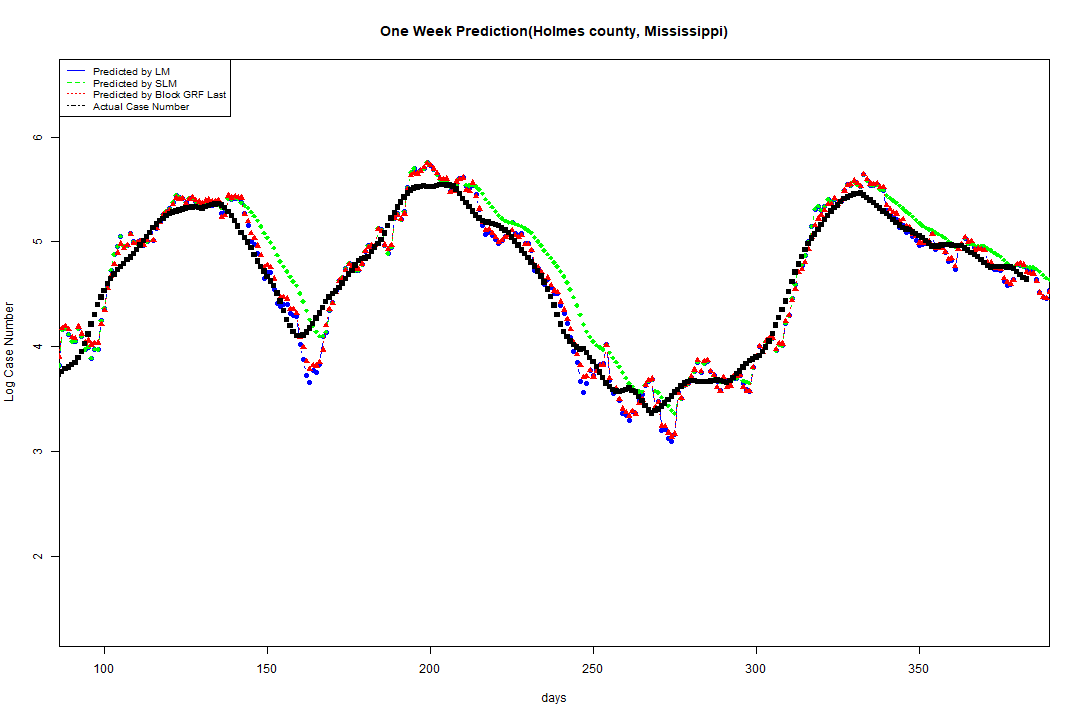 One Week Prediction(Holmes county, Mississippi)
Predicted by LM
Predicted by SLM
Predicted by Block GRF Last
Actual Case Number
6
5
4
3
2
Log Case Number
100 150 200 250 300 350
days